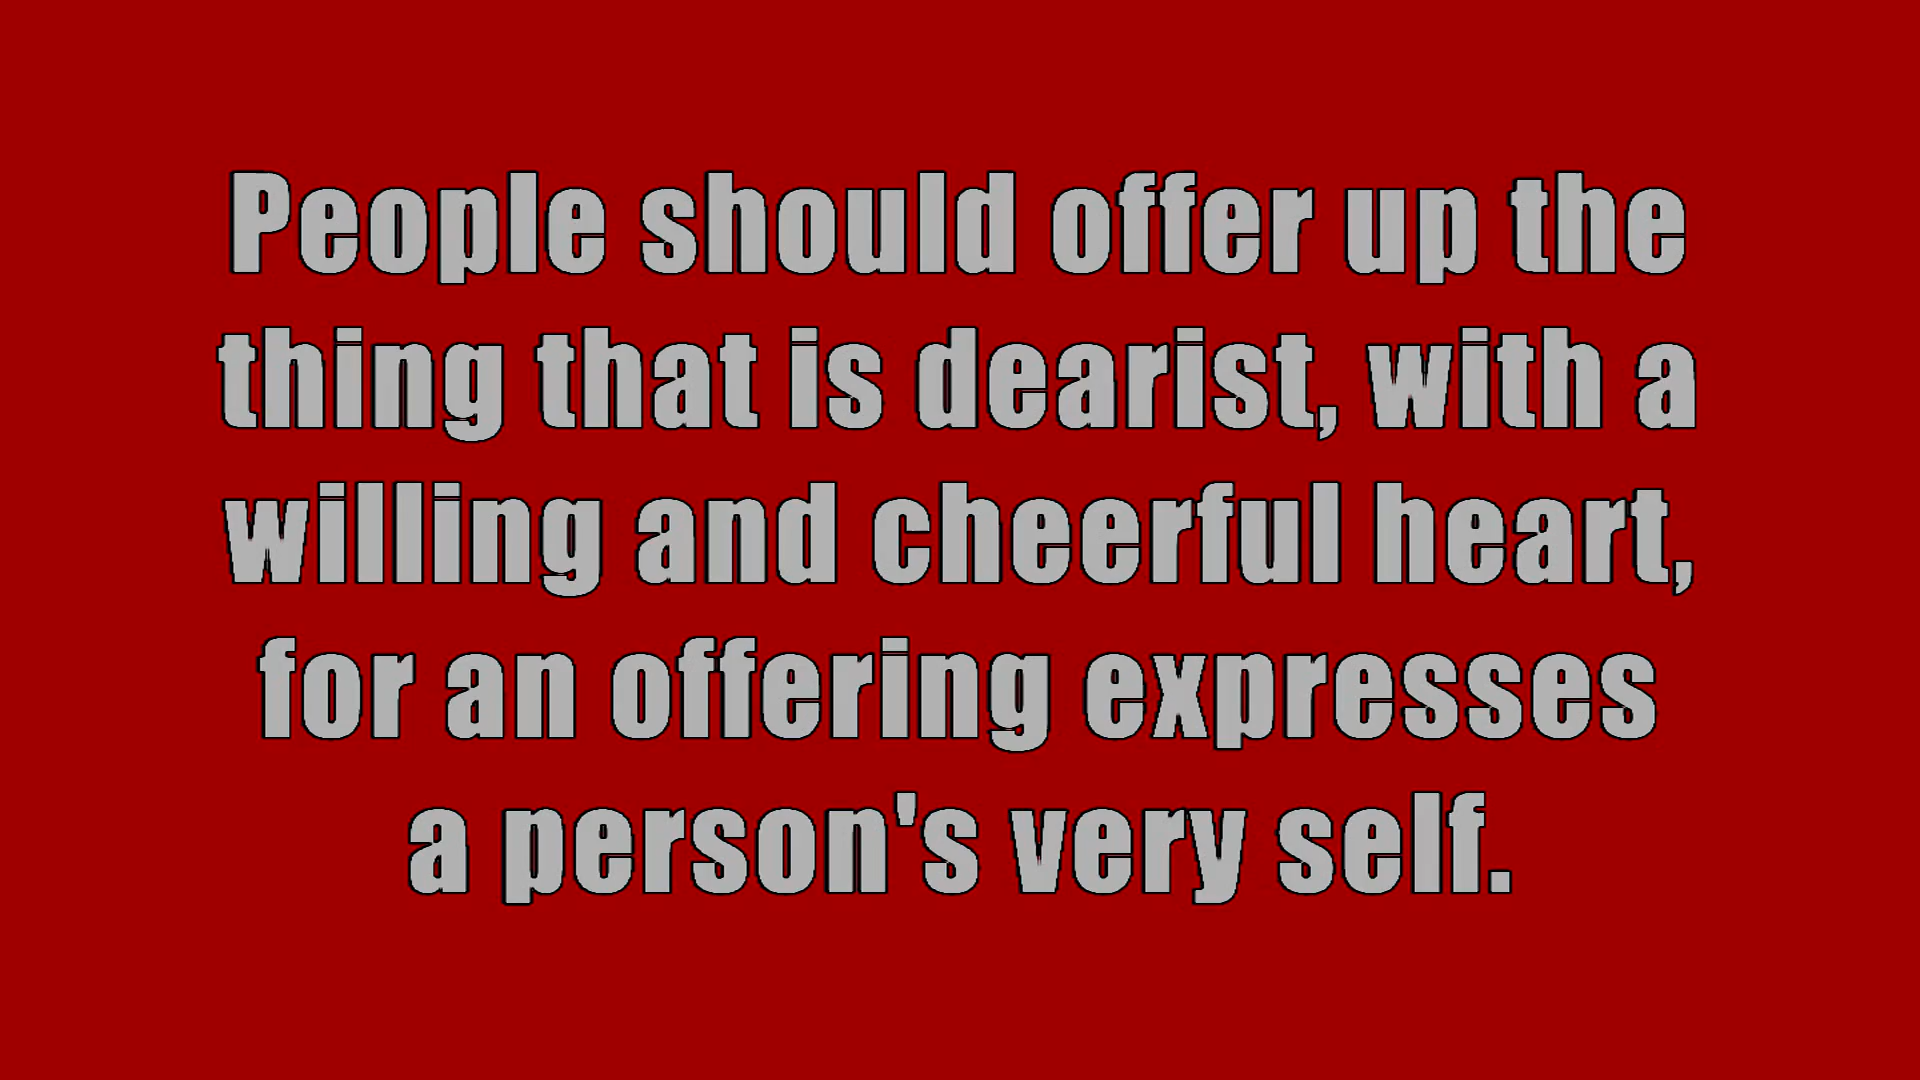 People should offer up the
thing that is dearist, with a
willing and cheerful heart,
for an offering expresses
a person's very self.